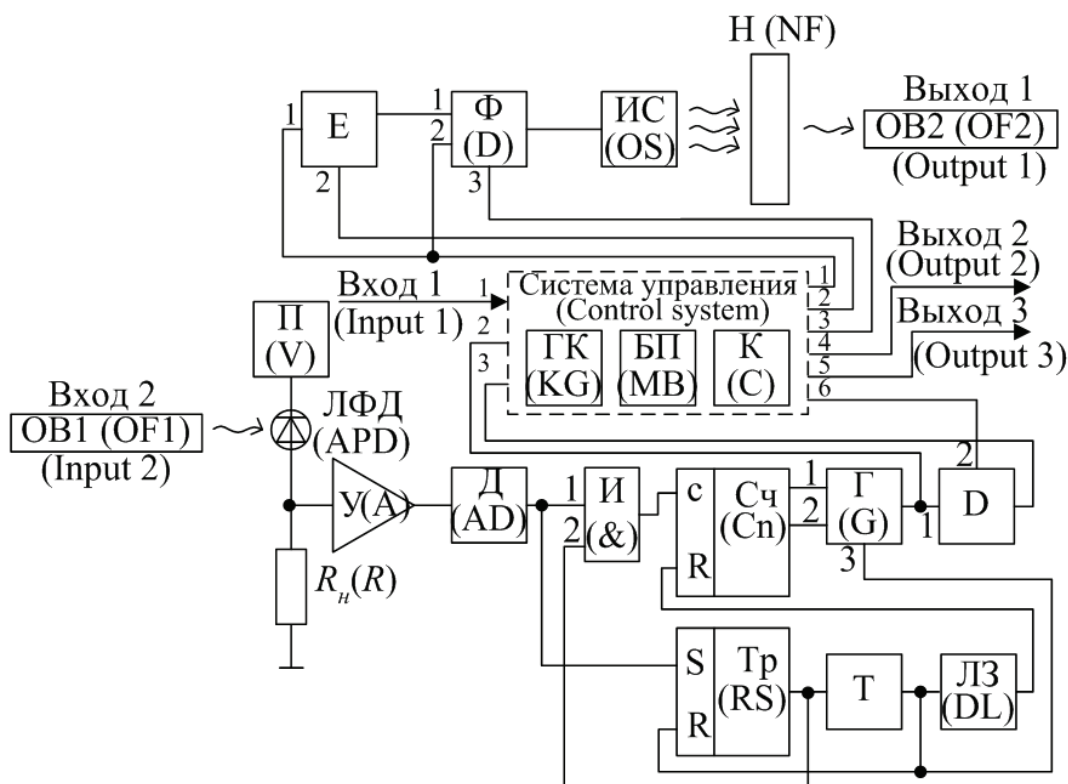 Н (NF)
1
Е
2
1
2
Ф
(D)
3
ИС
(OS)
Выход 1
ОВ2 (OF2)
(Output 1)
Выход 2
(Output 2)
Выход 3
(Output 3)
Вход 1
(Input 1)
1
2
3
Система управления
(Control system)
ГК
(KG)
БП
(MB)
К
(C)
1
2
3
4
5
6
П
(V)
Вход 2
ОВ1 (OF1)
(Input 2)
ЛФД
(APD)
У(A)
Д
(AD)
1
2
И
(&)
с
R
Сч
(Cn)
1
2
Г
(G)
3
1
2
D
Rн(R)
S
R
Тр
(RS)
Т
ЛЗ
(DL)